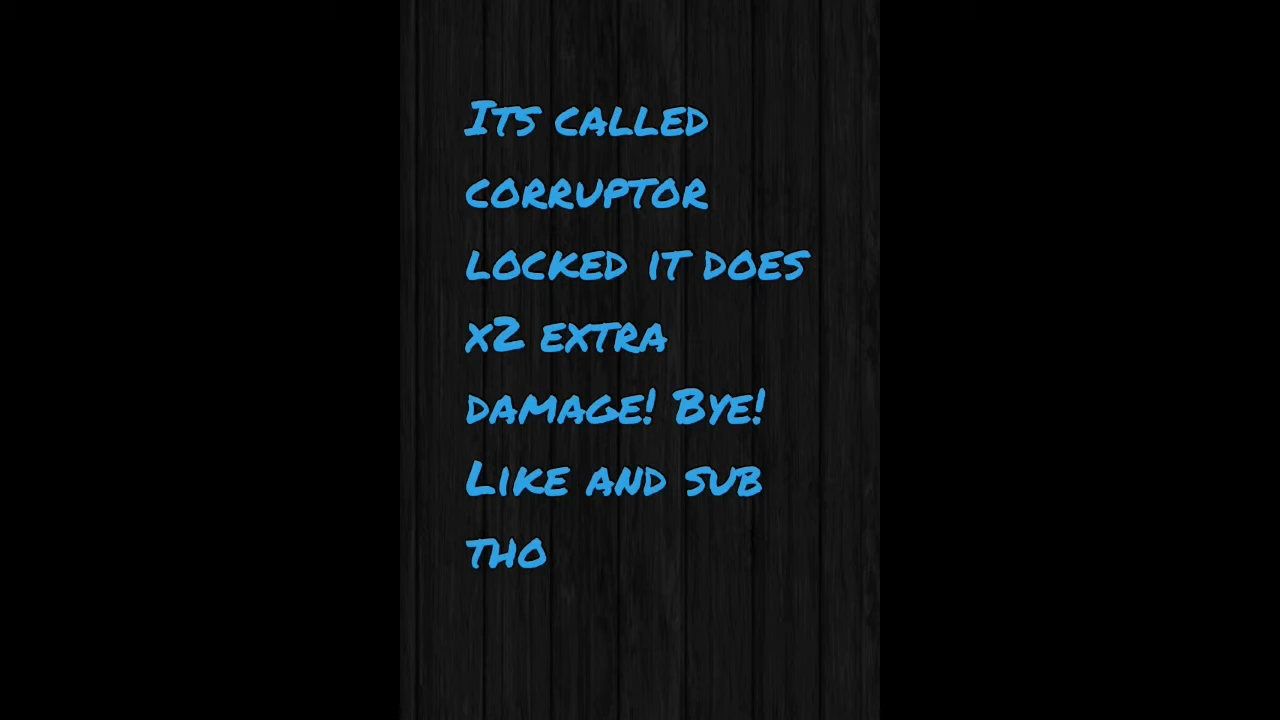 Its called
corruptor
locked it does
x2 extra
damage! Bye!
Like and sub
tho